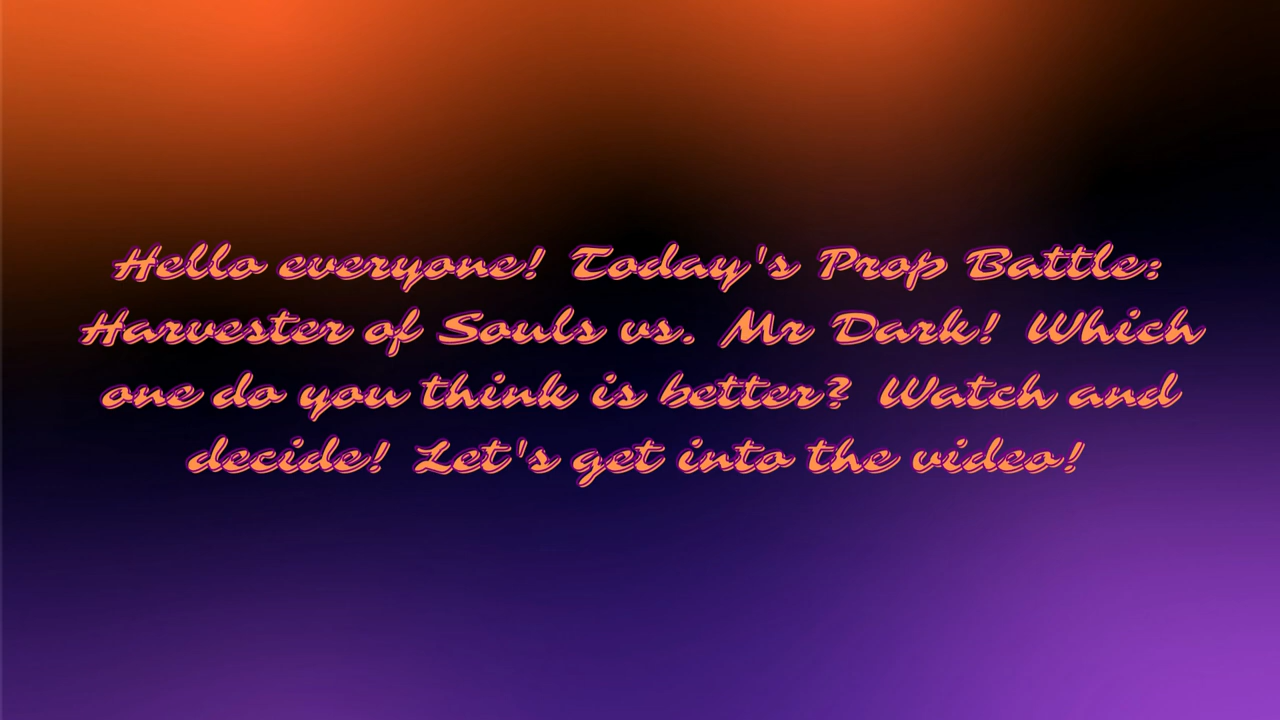 Hello everyone! Today's Prop Battle:
Harvester of Souls vs. Mr Dark! Which
one do you think is better? Watch and
decide! Let's get into the video!